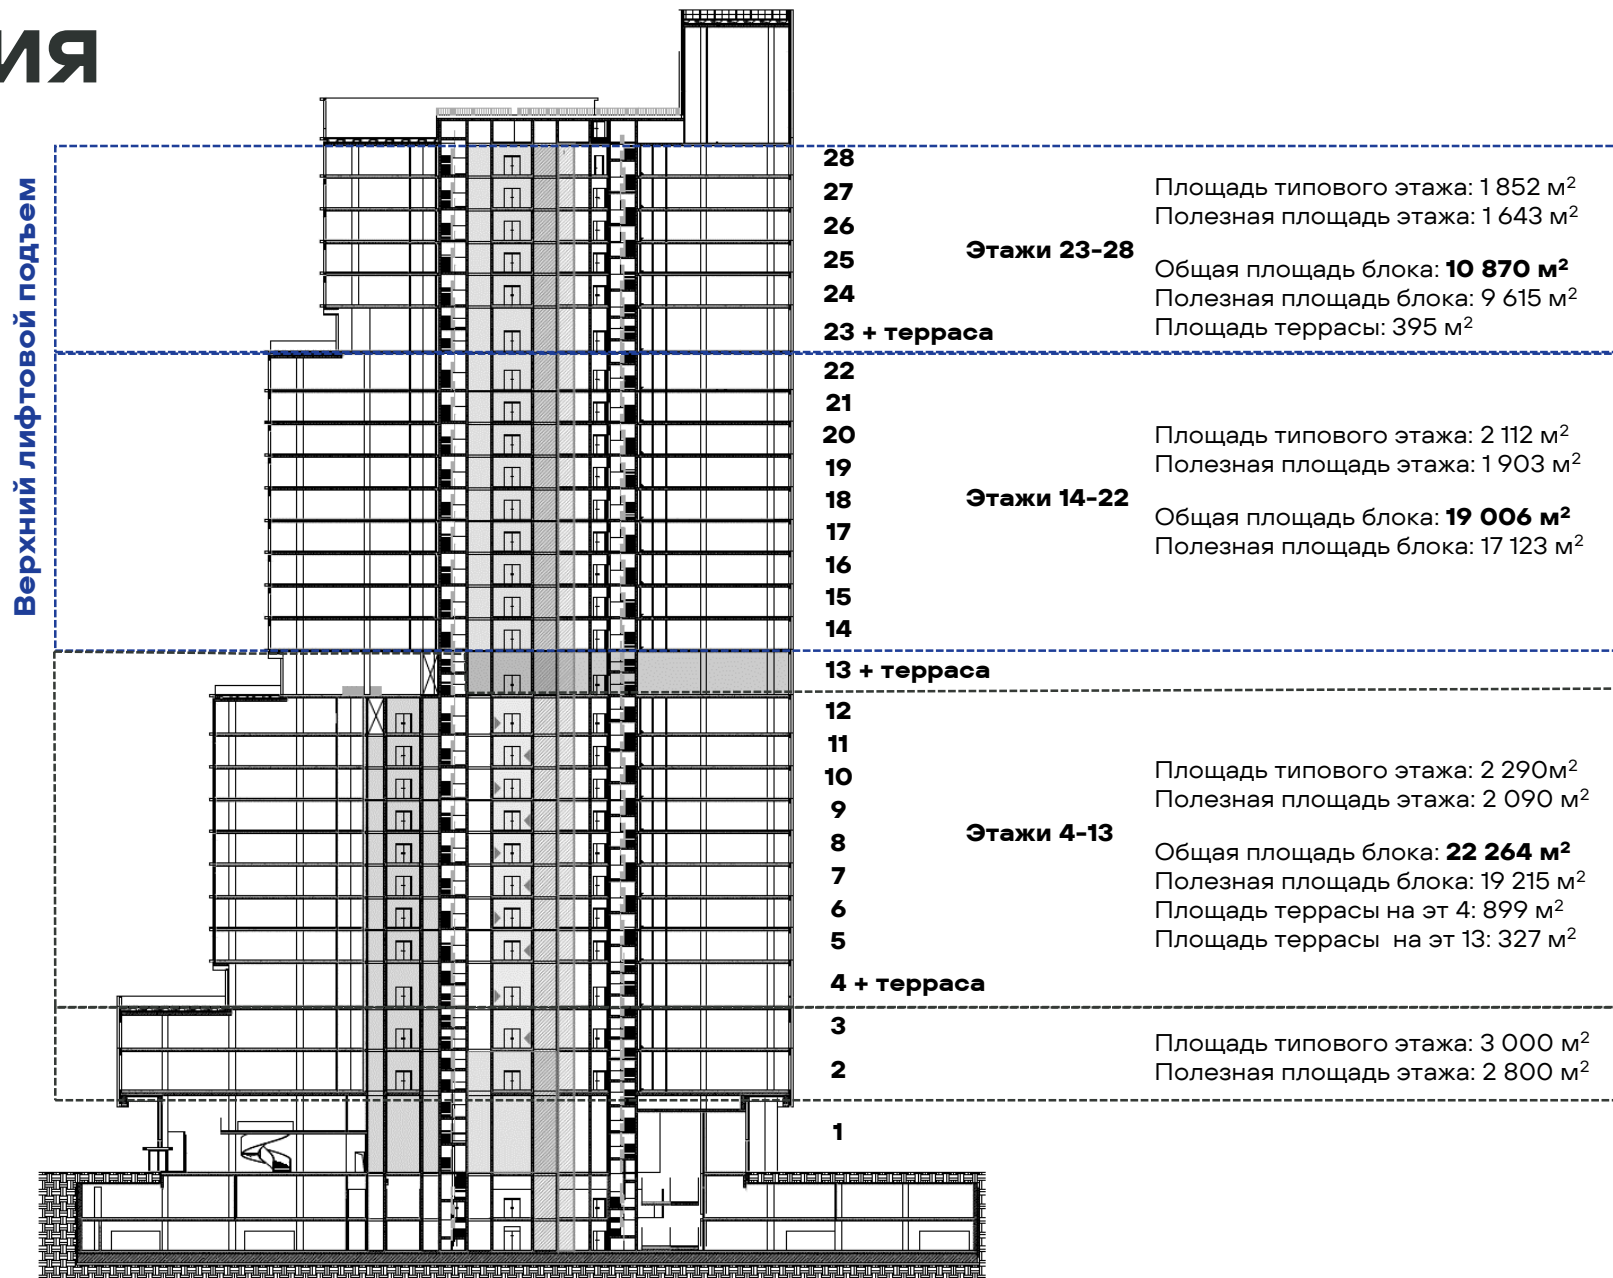 ия
Верхний лифтовой подъем
28
27
26
25
24
23 + терраса
Этажи 23-28
Площадь типового этажа: 1 852 м²
Полезная площадь этажа: 1 643 м²
Общая площадь блока: 10 870 м²
Полезная площадь блока: 9 615 м²
Площадь террасы: 395 м²
22
21
20
19
18
17
16
15
14
Этажи 14-22
Площадь типового этажа: 2 112 м²
Полезная площадь этажа: 1 903 м²
Общая площадь блока: 19 006 м²
Полезная площадь блока: 17 123 м²
13 + терраса
12
11
10
9
8
7
6
5
4 + терраса
Этажи 4-13
Площадь типового этажа: 2 290м²
Полезная площадь этажа: 2 090 м²
Общая площадь блока: 22 264 м²
Полезная площадь блока: 19 215 м²
Площадь террасы на эт 4: 899 м²
Площадь террасы на эт 13: 327 м²
3
2
Площадь типового этажа: 3 000 м²
Полезная площадь этажа: 2 800 м²
1